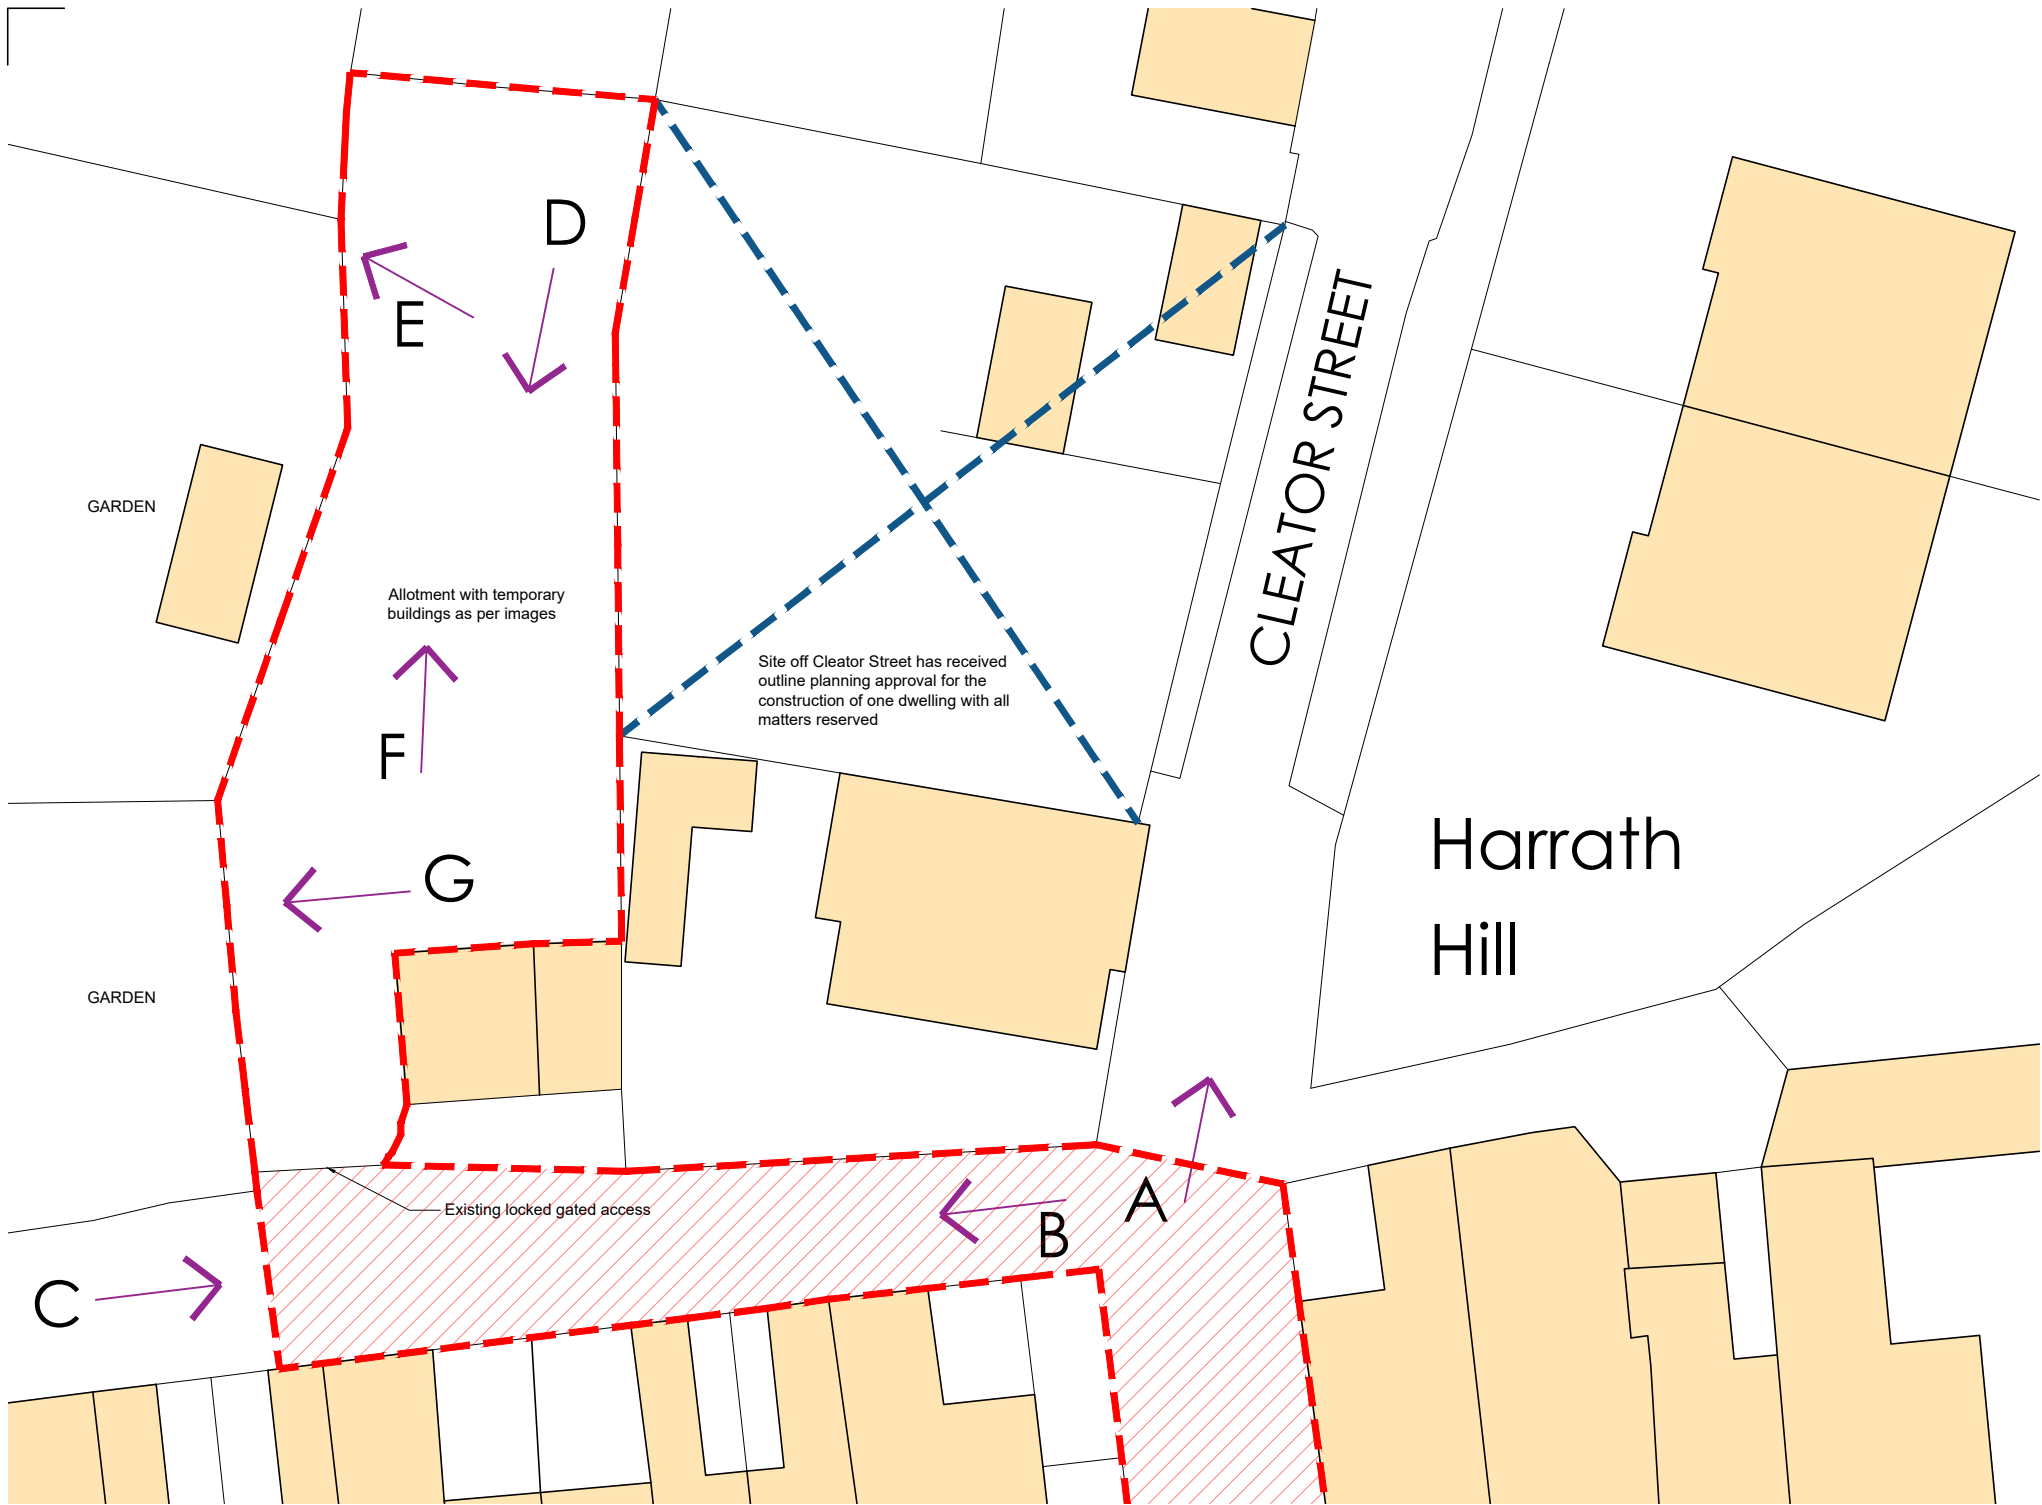 D
E
CLEATOR STREET
GARDEN
Allotment with temporary
buildings as per images
Site off Cleator Street has received
outline planning approval for the
construction of one dwelling with all
matters reserved
F
Harrath
Hill
G
GARDEN
Existing locked gated access
A
B
C